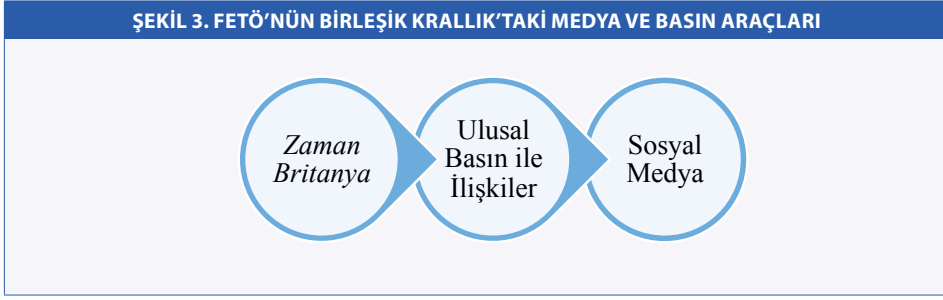 ŞEKİL 3. FETÖ’NÜN BİRLEŞİK KRALLIK’TAKİ MEDYA VE BASIN ARAÇLARI
Zaman
Britanya
Ulusal
Basın ile
İlişkiler
Sosyal
Medya